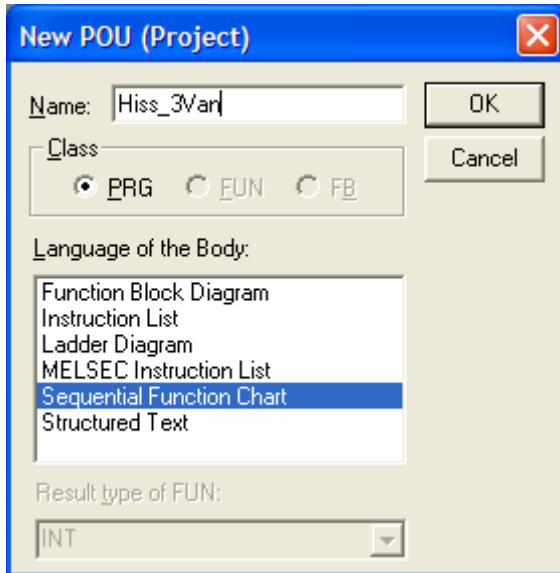 New POU (Project)
Name: Hiss_3Van
OK
Class
PRG FUN FB
Cancel
Language of the Body:
Function Block Diagram
Instruction List
Ladder Diagram
MELSEC Instruction List
Sequential Function Chart
Structured Text
Result type of FUN:
INT